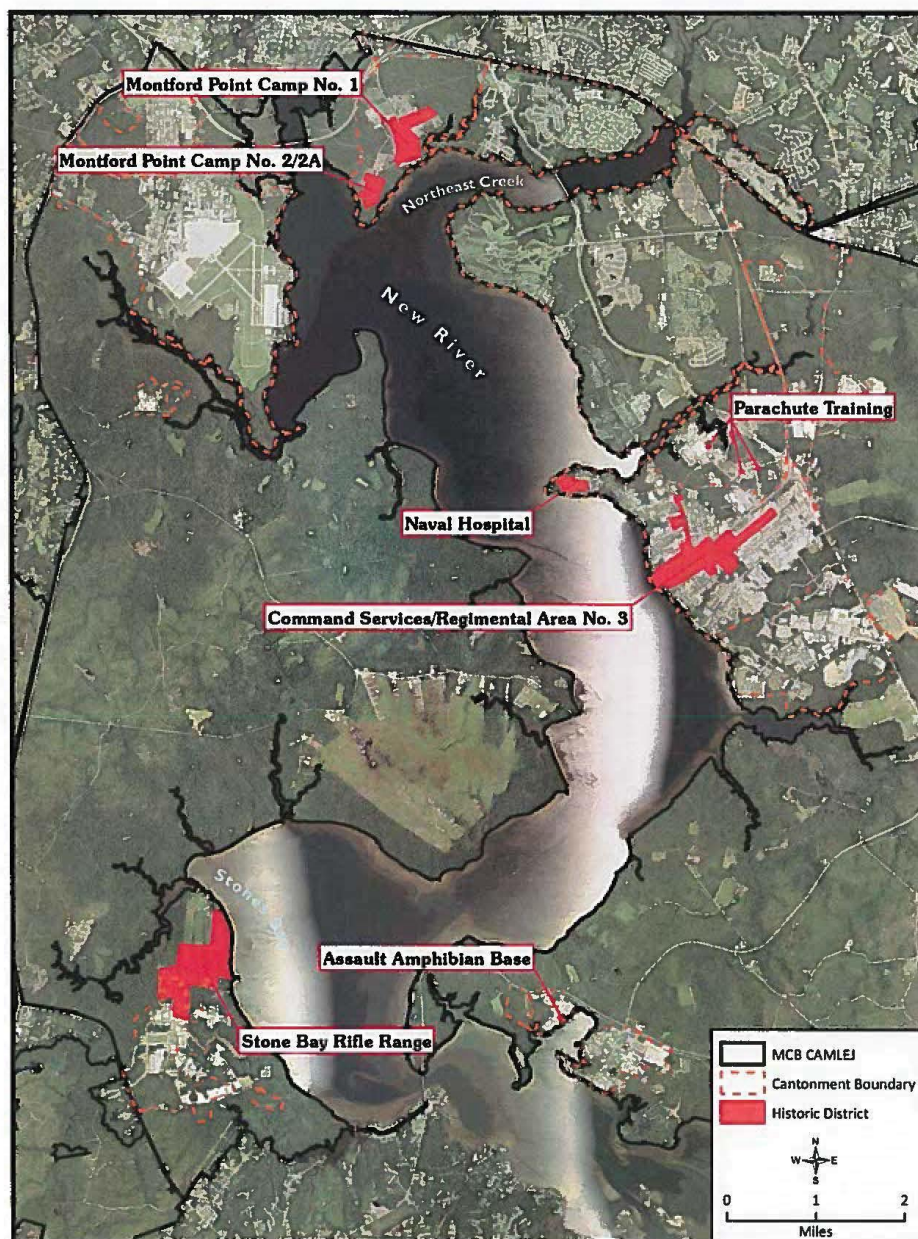 Montford Point Camp No. 1
Montford Point Camp No. 2/2A
Northeast Creek
New River
Parachute Training
Naval Hospital
Command Services/Regimental Area No. 3
Stones Bay
Assault Amphibian Base
Stone Bay Rifle Range
MCB CAMLEJ
Cantonment Boundary
Historic District
N
W E
S
0 1 2
Miles